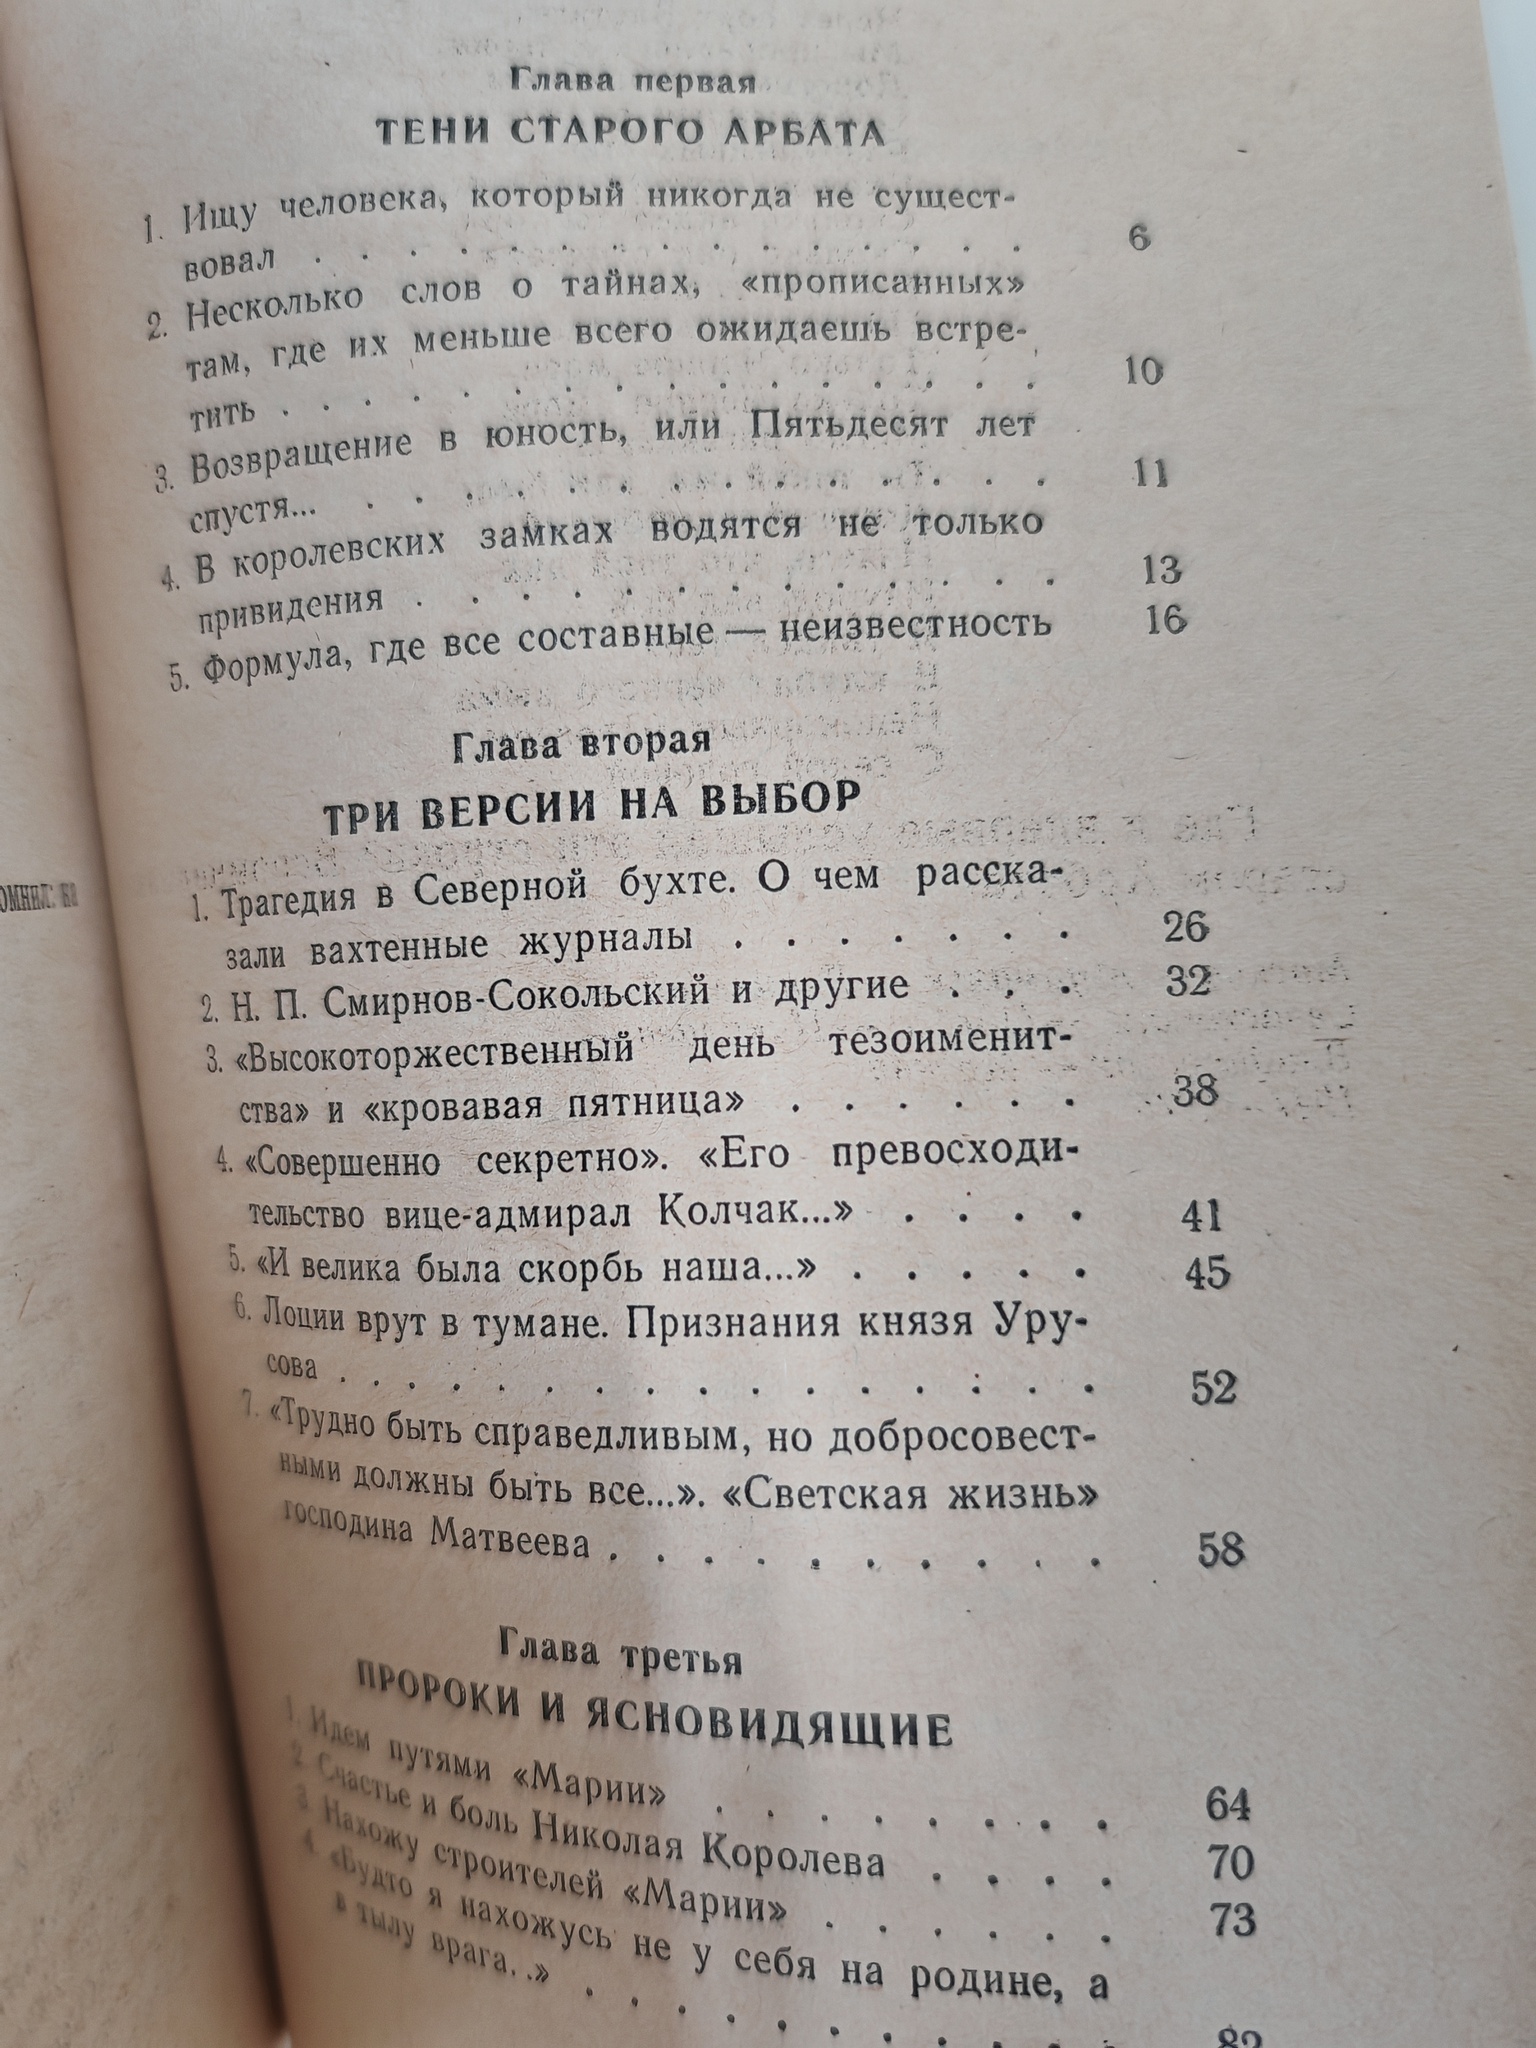 Глава первая
ТЕНИ СТАРОГО АРБАТА
1. Ищу человека, который никогда не сущест-
вовал . . . . . . . . . . . . . . . 6
2. Несколько слов о тайнах, «прописанных»
там, где их меньше всего ожидаешь встре-
тить . . . . . . . . . . . . . . . 10
3. Возвращение в юность, или Пятьдесят лет
спустя... . . . . . . . . . . . . . . 11
4. В королевских замках водятся не только
привидения . . . . . . . . . . . . . 13
5. Формула, где все составные — неизвестность 16
Глава вторая
ТРИ ВЕРСИИ НА ВЫБОР
1. Трагедия в Северной бухте. О чем расска-
зали вахтенные журналы . . . . . . . 26
2. Н. П. Смирнов-Сокольский и другие . . . 32
3. «Высокоторжественный день тезоименит-
ства» и «кровавая пятница» . . . . . . 38
4. «Совершенно секретно». «Его превосходи-
тельство вице-адмирал Колчак...» . . . . 41
5. «И велика была скорбь наша...» . . . . . 45
6. Лоции врут в тумане. Признания князя Уру-
сова . . . . . . . . . . . . . . . . 52
7. «Трудно быть справедливым, но добросовест-
ными должны быть все...». «Светская жизнь»
господина Матвеева . . . . . . . . . . 58
Глава третья
ПРОРОКИ И ЯСНОВИДЯЩИЕ
1. Идем путями «Марии» . . . . . . . . 64
2. Счастье и боль Николая Королева . . . . 70
3. Нахожу строителей «Марии» . . . . . . 73
4. «Будто я нахожусь не у себя на родине, а
в тылу врага. .» . . . . . . . . . . . 82